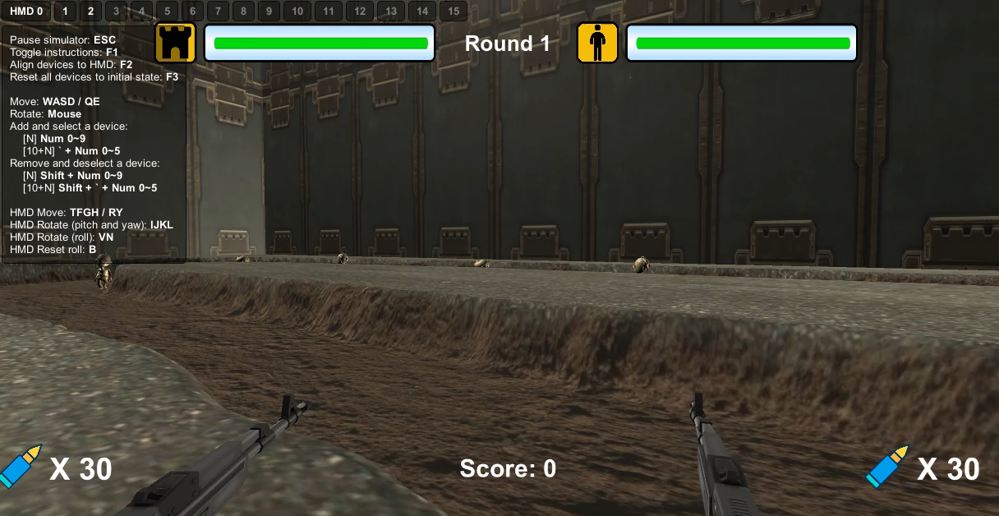 HMD 0 1 2 3 4 5 6 7 8 9 10 11 12 13 14 15
Pause simulator: ESC
Toggle instructions: F1
Align devices to HMD: F2
Reset all devices to initial state: F3
Move: WASD / QE
Rotate: Mouse
Add and select a device:
[N] Num 0~9
[10+N] ` + Num 0~5
Remove and deselect a device:
[N] Shift + Num 0~9
[10+N] Shift + ` + Num 0~5
HMD Move: TFGH / RY
HMD Rotate (pitch and yaw): IJKL
HMD Rotate (roll): VN
HMD Reset roll: B
Round 1
X 30
Score: 0
X 30